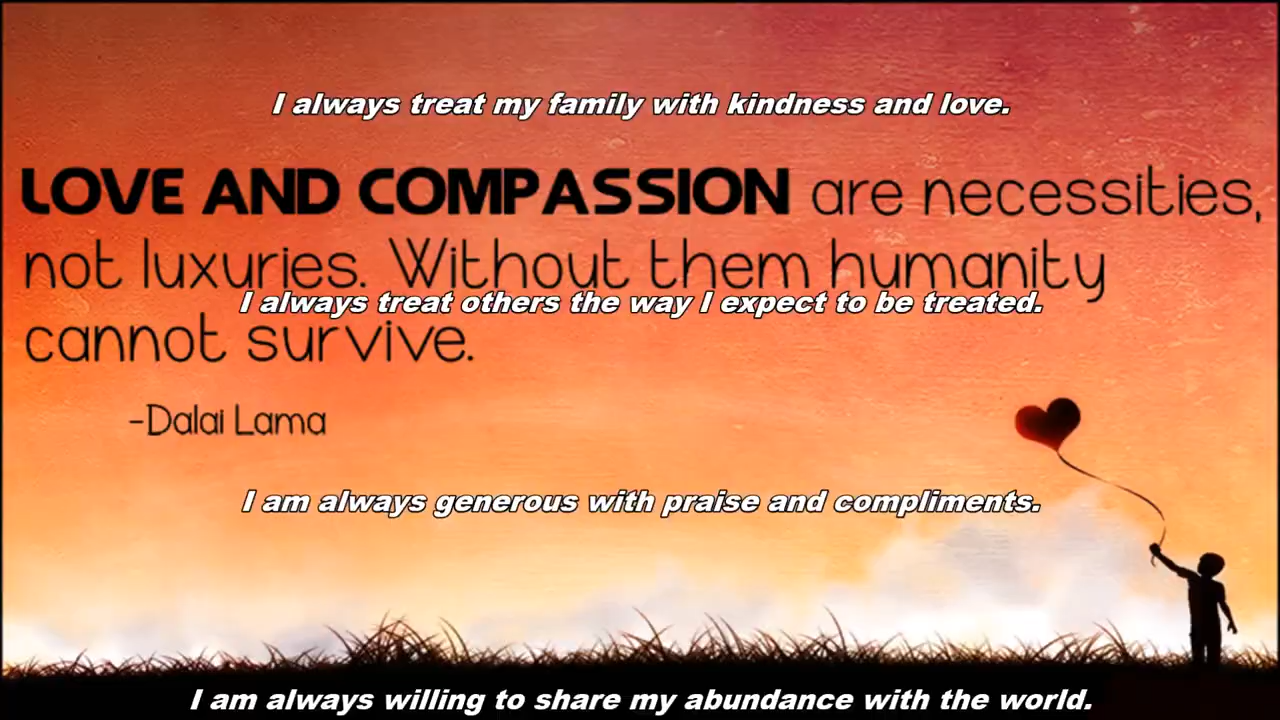 I always treat my family with kindness and love.
LOVE AND COMPASSION are necessities,
not luxuries. Without them humanity
I always treat others the way I expect to be treated.
cannot survive.
-Dalai Lama
I am always generous with praise and compliments.
I am always willing to share my abundance with the world.